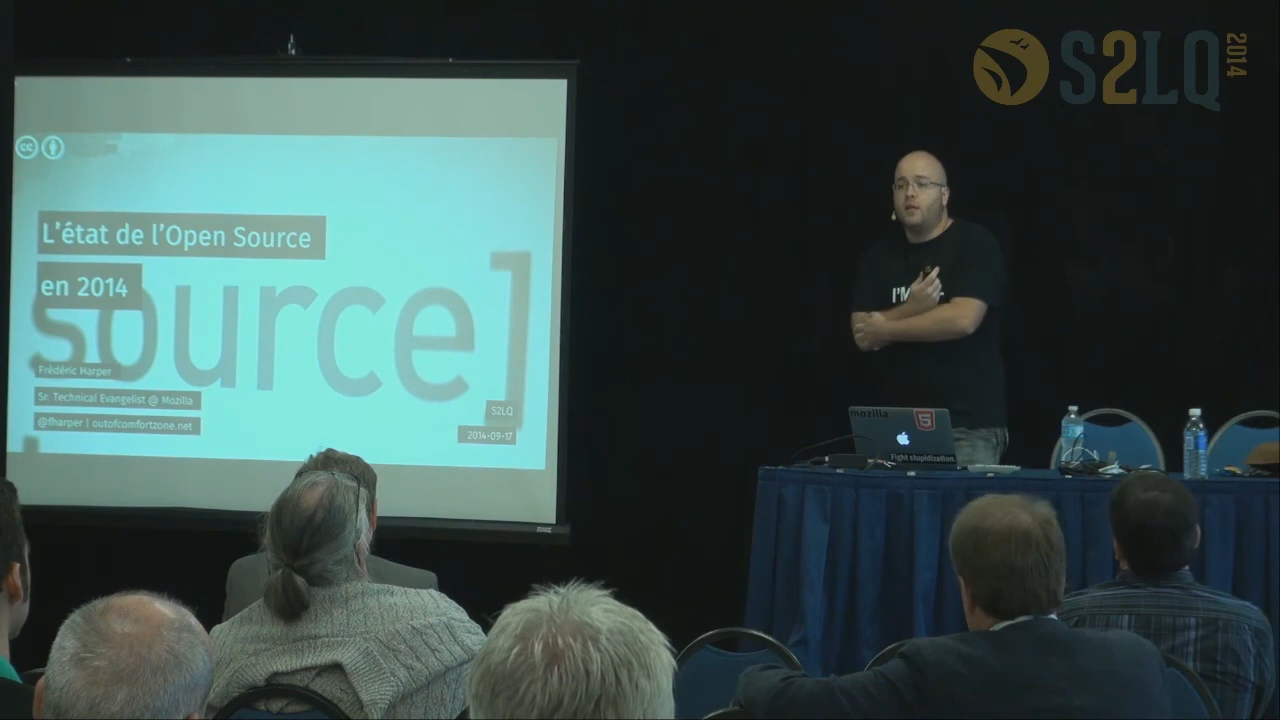 S2LQ
2014
cc
L'état de l'Open Source
en 2014
source]
Frédéric Harper
Sr. Technical Evangelist @ Mozilla
@fharper | outofcomfortzone.net
S2LQ
2014-09-17
I'M
mozilla
5
Fight stupidization.